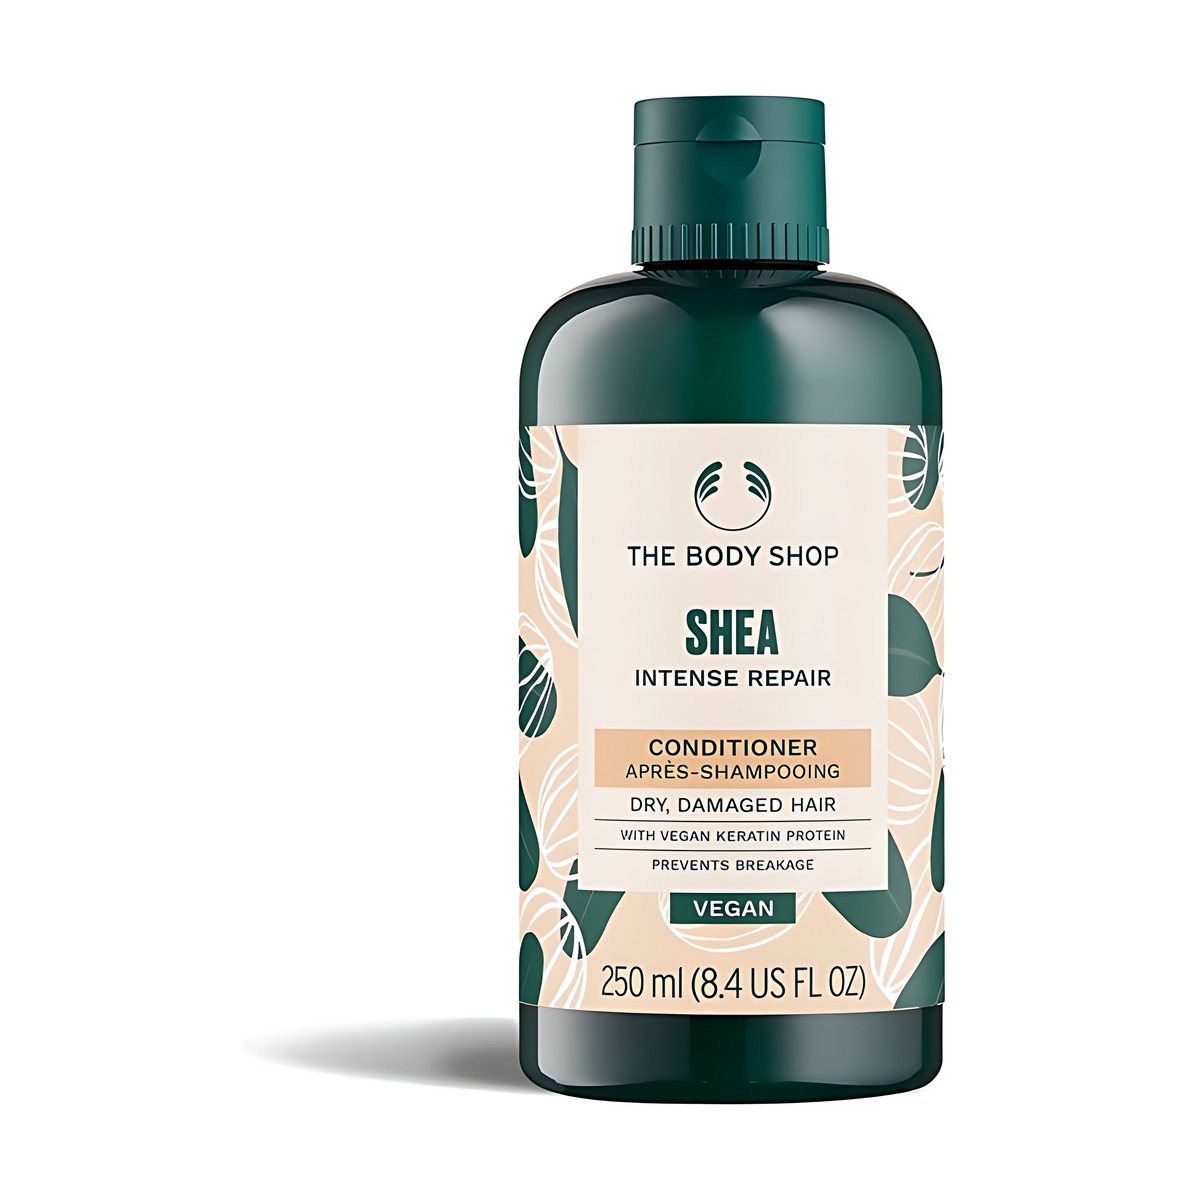 THE BODY SHOP
SHEA
INTENSE REPAIR
CONDITIONER
APRÈS-SHAMPOOING
DRY, DAMAGED HAIR
WITH VEGAN KERATIN PROTEIN
PREVENTS BREAKAGE
VEGAN
250 ml (8.4 US FL OZ)